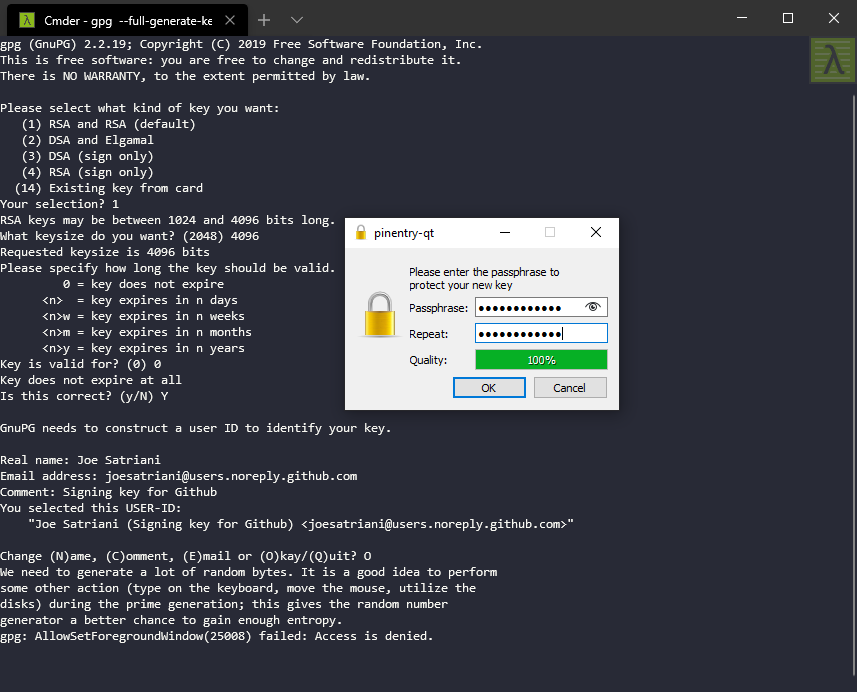 Cmder - gpg  --full-generate-ke
gpg (GnuPG) 2.2.19; Copyright (C) 2019 Free Software Foundation, Inc.
This is free software: you are free to change and redistribute it.
There is NO WARRANTY, to the extent permitted by law.
Please select what kind of key you want:
   (1) RSA and RSA (default)
   (2) DSA and Elgamal
   (3) DSA (sign only)
   (4) RSA (sign only)
  (14) Existing key from card
Your selection? 1
RSA keys may be between 1024 and 4096 bits long.
What keysize do you want? (2048) 4096
Requested keysize is 4096 bits
Please specify how long the key should be valid.
         0 = key does not expire
      <n>  = key expires in n days
      <n>w = key expires in n weeks
      <n>m = key expires in n months
      <n>y = key expires in n years
Key is valid for? (0) 0
Key does not expire at all
Is this correct? (y/N) Y
GnuPG needs to construct a user ID to identify your key.
Real name: Joe Satriani
Email address: joesatriani@users.noreply.github.com
Comment: Signing key for Github
You selected this USER-ID:
    "Joe Satriani (Signing key for Github) <joesatriani@users.noreply.github.com>"
Change (N)ame, (C)omment, (E)mail or (O)kay/(Q)uit? O
We need to generate a lot of random bytes. It is a good idea to perform
some other action (type on the keyboard, move the mouse, utilize the
disks) during the prime generation; this gives the random number
generator a better chance to gain enough entropy.
gpg: AllowSetForegroundWindow(25008) failed: Access is denied.
pinentry-qt
Please enter the passphrase to
protect your new key
Passphrase: ●●●●●●●●●●●●
Repeat: ●●●●●●●●●●●●
Quality: 100%
OK Cancel